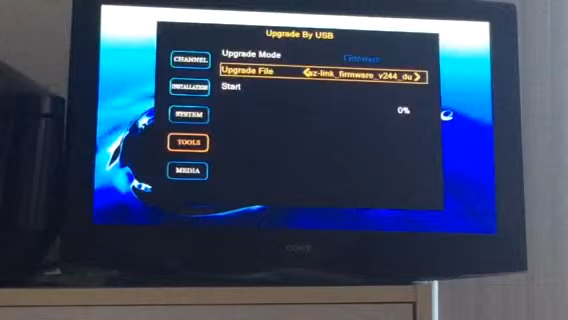 Upgrade By USB
CHANNEL
Upgrade Mode
Firmware
INSTALLATION
Upgrade File
az-link_firmware_v244_du
Start
SYSTEM
0%
TOOLS
MEDIA